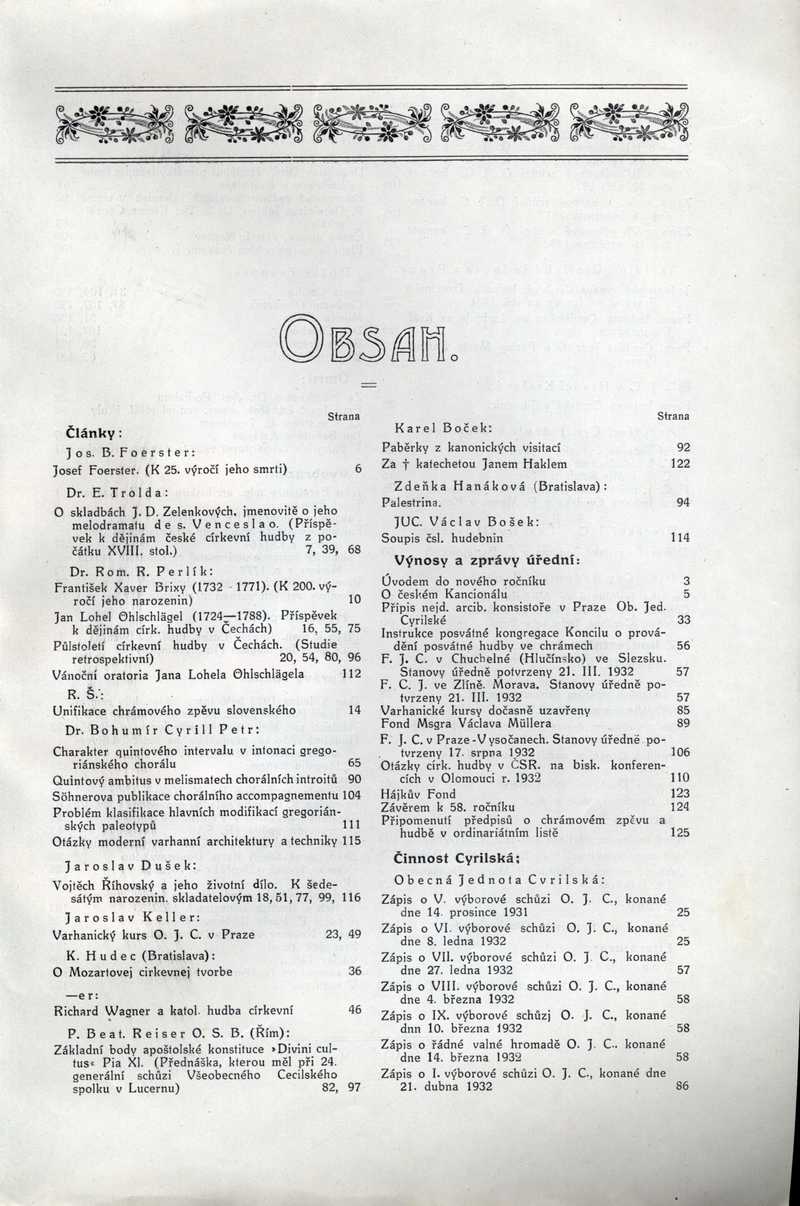 OBSAH.
Strana
Články:
Jos. B. Foerster:
Josef Foerster. (K 25. výročí jeho smrti) 6
Dr. E. Trolda:
O skladbách J. D. Zelenkových, jmenovitě o jeho
melodramatu de s. Venceslao. (Příspě-
vek k dějinám české církevní hudby z po-
čátku XVIII. stol.) 7, 39, 68
Dr. Rom. R. Perlík:
František Xaver Brixy (1732 - 1771). (K 200. vý-
ročí jeho narozenin) 10
Jan Lohel Øhlschlägel (1724—1788). Příspěvek
k dějinám círk. hudby v Čechách) 16, 55, 75
Půlstoletí církevní hudby v Čechách. (Studie
retrospektivní) 20, 54, 80, 96
Vánoční oratoria Jana Lohela Øhlschlägela 112
R. Š.:
Unifikace chrámového zpěvu slovenského 14
Dr. Bohumír Cyrill Petr:
Charakter quintového intervalu v intonaci grego-
riánského chorálu 65
Quintový ambitus v melismatech chorálních introitů 90
Söhnerova publikace chorálního accompagnementu 104
Problém klasifikace hlavních modifikací gregorián-
ských paleotypů 111
Otázky moderní varhanní architektury a techniky 115
Jaroslav Dušek:
Vojtěch Říhovský a jeho životní dílo. K šede-
sátým narozenin. skladatelovým 18, 51, 77, 99, 116
Jaroslav Keller:
Varhanický kurs O. J. C. v Praze 23, 49
K. Hudec (Bratislava):
O Mozartovej cirkevnej tvorbe 36
—er:
Richard Wagner a katol. hudba církevní 46
P. Beat. Reiser O. S. B. (Řím):
Základní body apoštolské konstituce »Divini cul-
tus« Pia XI. (Přednáška, kterou měl při 24.
generální schůzi Všeobecného Cecilského
spolku v Lucernu) 82, 97
Strana
Karel Boček:
Paběrky z kanonických visitací 92
Za † katechetou Janem Haklem 122
Zdeňka Hanáková (Bratislava):
Palestrina. 94
JUC. Václav Bošek:
Soupis čsl. hudebnin 114
Výnosy a zprávy úřední:
Úvodem do nového ročníku 3
O českém Kancionálu 5
Připis nejd. arcib. konsistoře v Praze Ob. Jed.
Cyrilské 33
Instrukce posvátné kongregace Koncilu o prová-
dění posvátné hudby ve chrámech 56
F. J. C. v Chuchelné (Hlučínsko) ve Slezsku.
Stanovy úředně potvrzeny 21. III. 1932 57
F. C. J. ve Zlíně. Morava. Stanovy úředně po-
tvrzeny 21. III. 1932 57
Varhanické kursy dočasně uzavřeny 85
Fond Msgra Václava Müllera 89
F. J. C. v Praze-Vysočanech. Stanovy úředně po-
tvrzeny 17. srpna 1932 106
Otázky círk. hudby v ČSR. na bisk. konferen-
cích v Olomouci r. 1932 110
Hájkův Fond 123
Závěrem k 58. ročníku 124
Připomenutí předpisů o chrámovém zpěvu a
hudbě v ordinariátním listě 125
Činnost Cyrilská:
Obecná Jednota Cyrilská:
Zápis o V. výborové schůzi O. J. C., konané
dne 14. prosince 1931 25
Zápis o VI. výborové schůzi O. J. C., konané
dne 8. ledna 1932 25
Zápis o VII. výborové schůzi O. J. C., konané
dne 27. ledna 1932 57
Zápis o VIII. výborové schůzi O. J. C., konané
dne 4. března 1932 58
Zápis o IX. výborové schůzj O. J. C., konané
dnn 10. března 1932 58
Zápis o řádné valné hromadě O. J. C.. konané
dne 14. března 1932 58
Zápis o I. výborové schůzi O. J. C., konané dne
21. dubna 1932 86